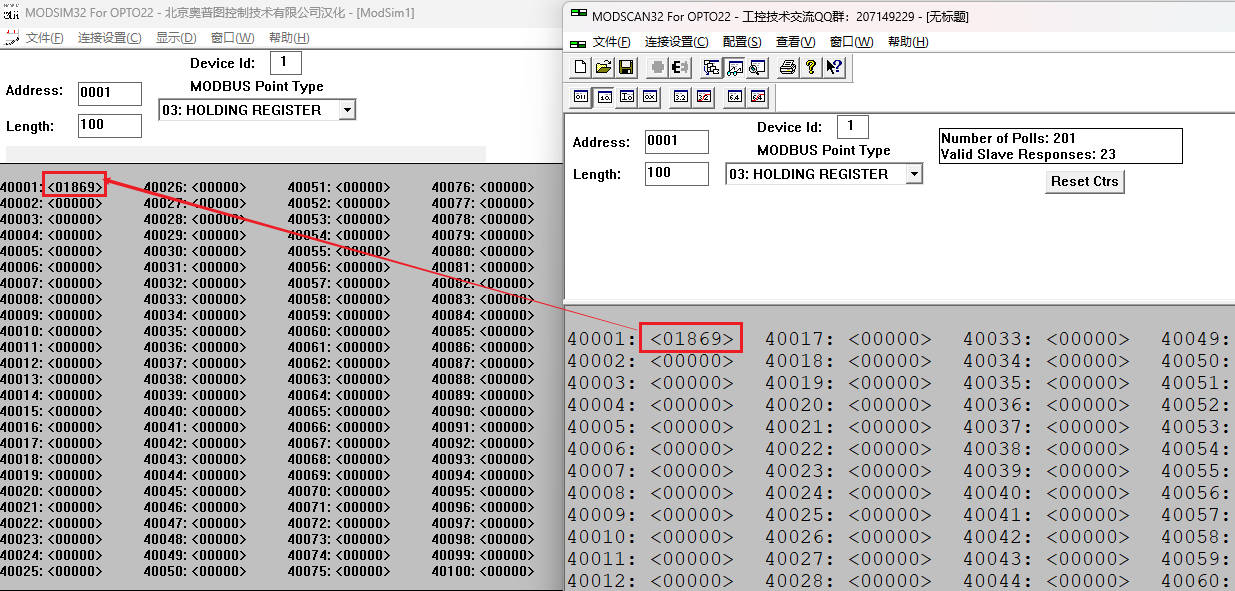 MODSIM32 For OPTO22 - 北京奥普图控制技术有限公司汉化 - [ModSim1]
文件(F) 连接设置(C) 显示(D) 窗口(W) 帮助(H)
Device Id: 1
Address: 0001
MODBUS Point Type
Length: 100
03: HOLDING REGISTER
40001: <01869> 40026: <00000> 40051: <00000> 40076: <00000>
40002: <00000> 40027: <00000> 40052: <00000> 40077: <00000>
40003: <00000> 40028: <00000> 40053: <00000> 40078: <00000>
40004: <00000> 40029: <00000> 40054: <00000> 40079: <00000>
40005: <00000> 40030: <00000> 40055: <00000> 40080: <00000>
40006: <00000> 40031: <00000> 40056: <00000> 40081: <00000>
40007: <00000> 40032: <00000> 40057: <00000> 40082: <00000>
40008: <00000> 40033: <00000> 40058: <00000> 40083: <00000>
40009: <00000> 40034: <00000> 40059: <00000> 40084: <00000>
40010: <00000> 40035: <00000> 40060: <00000> 40085: <00000>
40011: <00000> 40036: <00000> 40061: <00000> 40086: <00000>
40012: <00000> 40037: <00000> 40062: <00000> 40087: <00000>
40013: <00000> 40038: <00000> 40063: <00000> 40088: <00000>
40014: <00000> 40039: <00000> 40064: <00000> 40089: <00000>
40015: <00000> 40040: <00000> 40065: <00000> 40090: <00000>
40016: <00000> 40041: <00000> 40066: <00000> 40091: <00000>
40017: <00000> 40042: <00000> 40067: <00000> 40092: <00000>
40018: <00000> 40043: <00000> 40068: <00000> 40093: <00000>
40019: <00000> 40044: <00000> 40069: <00000> 40094: <00000>
40020: <00000> 40045: <00000> 40070: <00000> 40095: <00000>
40021: <00000> 40046: <00000> 40071: <00000> 40096: <00000>
40022: <00000> 40047: <00000> 40072: <00000> 40097: <00000>
40023: <00000> 40048: <00000> 40073: <00000> 40098: <00000>
40024: <00000> 40049: <00000> 40074: <00000> 40099: <00000>
40025: <00000> 40050: <00000> 40075: <00000> 40100: <00000>
MODSCAN32 For OPTO22 - 工控技术交流QQ群：207149229 - [无标题]
文件(F) 连接设置(C) 配置(S) 查看(V) 窗口(W) 帮助(H)
Device Id: 1
Address: 0001
MODBUS Point Type
Length: 100
03: HOLDING REGISTER
Number of Polls: 201
Valid Slave Responses: 23
Reset Ctrs
40001: <01869> 40017: <00000> 40033: <00000> 40049:
40002: <00000> 40018: <00000> 40034: <00000> 40050:
40003: <00000> 40019: <00000> 40035: <00000> 40051:
40004: <00000> 40020: <00000> 40036: <00000> 40052:
40005: <00000> 40021: <00000> 40037: <00000> 40053:
40006: <00000> 40022: <00000> 40038: <00000> 40054:
40007: <00000> 40023: <00000> 40039: <00000> 40055:
40008: <00000> 40024: <00000> 40040: <00000> 40056:
40009: <00000> 40025: <00000> 40041: <00000> 40057:
40010: <00000> 40026: <00000> 40042: <00000> 40058:
40011: <00000> 40027: <00000> 40043: <00000> 40059:
40012: <00000> 40028: <00000> 40044: <00000> 40060: